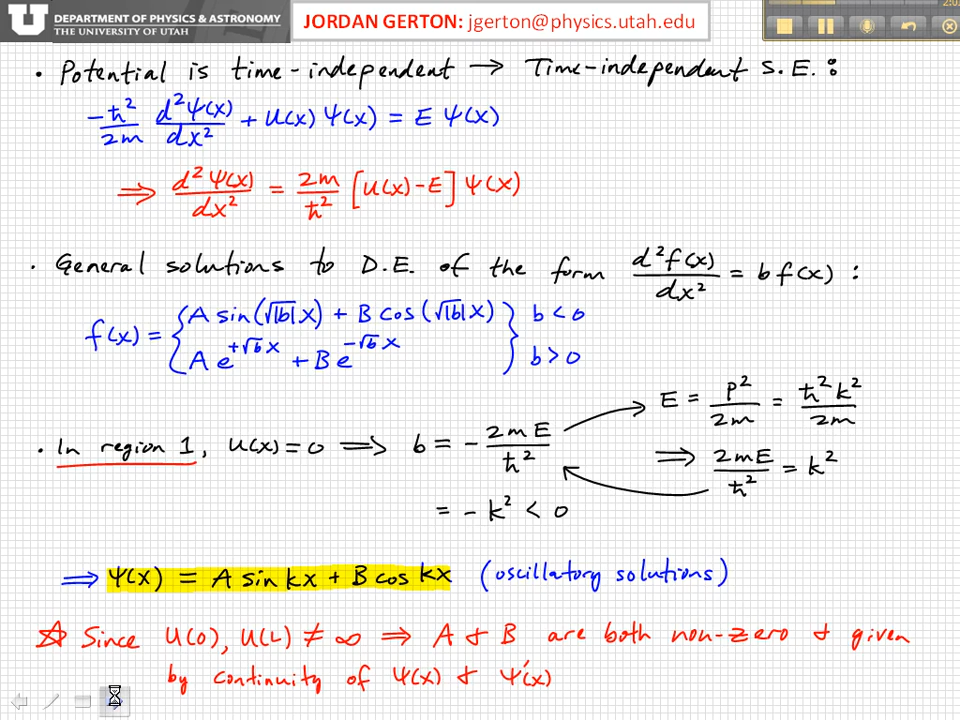 U DEPARTMENT OF PHYSICS & ASTRONOMY
THE UNIVERSITY OF UTAH
JORDAN GERTON: jgerton@physics.utah.edu
• Potential is time-independent → Time-independent S.E.:
-ħ²/2m d²Ψ(x)/dx² + U(x) Ψ(x) = E Ψ(x)
⇒ d²Ψ(x)/dx² = 2m/ħ² [U(x) - E] Ψ(x)
• General solutions to D.E. of the form d²f(x)/dx² = b f(x) :
f(x) = { A sin(√|b| x) + B cos(√|b| x) } b < 0
{ A e^{+√b x} + B e^{-√b x} } b > 0
• In region 1, U(x) = 0 ⇒ b = - 2mE/ħ²
E = p²/2m = ħ²k²/2m
⇒ 2mE/ħ² = k²
= - k² < 0
⇒ Ψ(x) = A sin kx + B cos kx (oscillatory solutions)
☆ Since U(0), U(L) ≠ ∞ ⇒ A & B are both non-zero & given
by continuity of Ψ(x) & Ψ'(x)